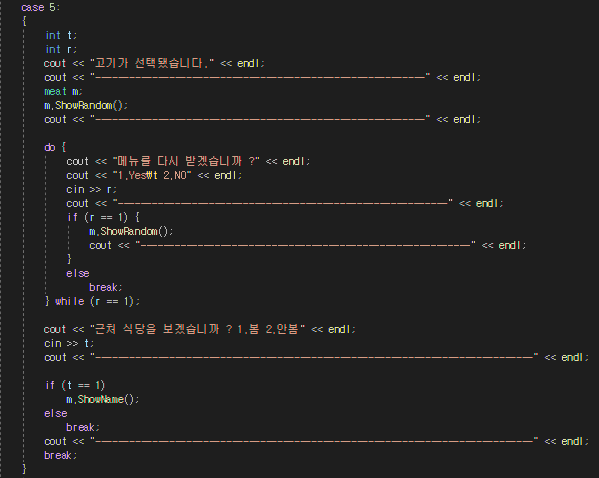 case 5:
{
int t;
int r;
cout << "고기가 선택됐습니다." << endl;
cout << "--------------------------------------------------" << endl;
meat m;
m.ShowRandom();
cout << "--------------------------------------------------" << endl;
do {
cout << "메뉴를 다시 받겠습니까 ?" << endl;
cout << "1.Yes₩t 2.NO" << endl;
cin >> r;
cout << "--------------------------------------------------" << endl;
if (r == 1) {
m.ShowRandom();
cout << "--------------------------------------------------" << endl;
}
else
break;
} while (r == 1);
cout << "근처 식당을 보겠습니까 ? 1.봄 2.안봄" << endl;
cin >> t;
cout << "------------------------------------------------------------------" << endl;
if (t == 1)
m.ShowName();
else
break;
cout << "------------------------------------------------------------------" << endl;
break;
}